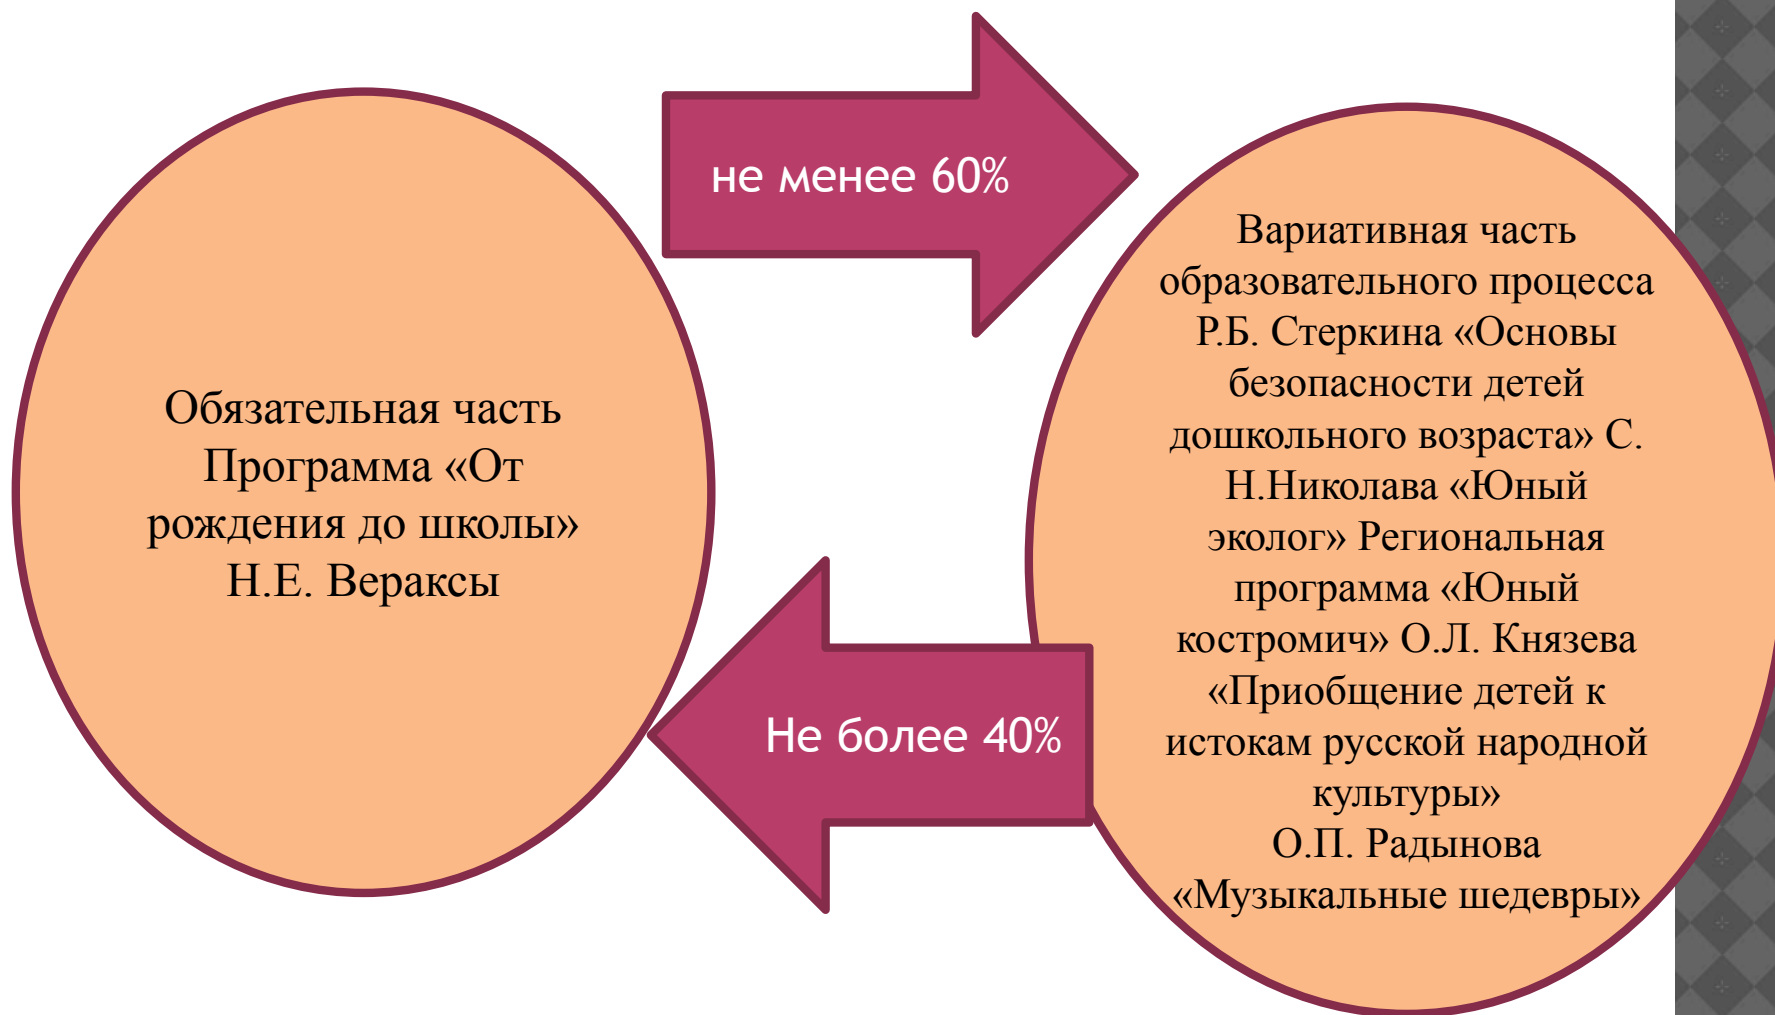 не менее 60%
Обязательная часть
Программа «От
рождения до школы»
Н.Е. Вераксы
Вариативная часть
образовательного процесса
Р.Б. Стеркина «Основы
безопасности детей
дошкольного возраста» С.
Н.Николава «Юный
эколог» Региональная
программа «Юный
костромич» О.Л. Князева
«Приобщение детей к
истокам русской народной
культуры»
О.П. Радынова
«Музыкальные шедевры»
Не более 40%